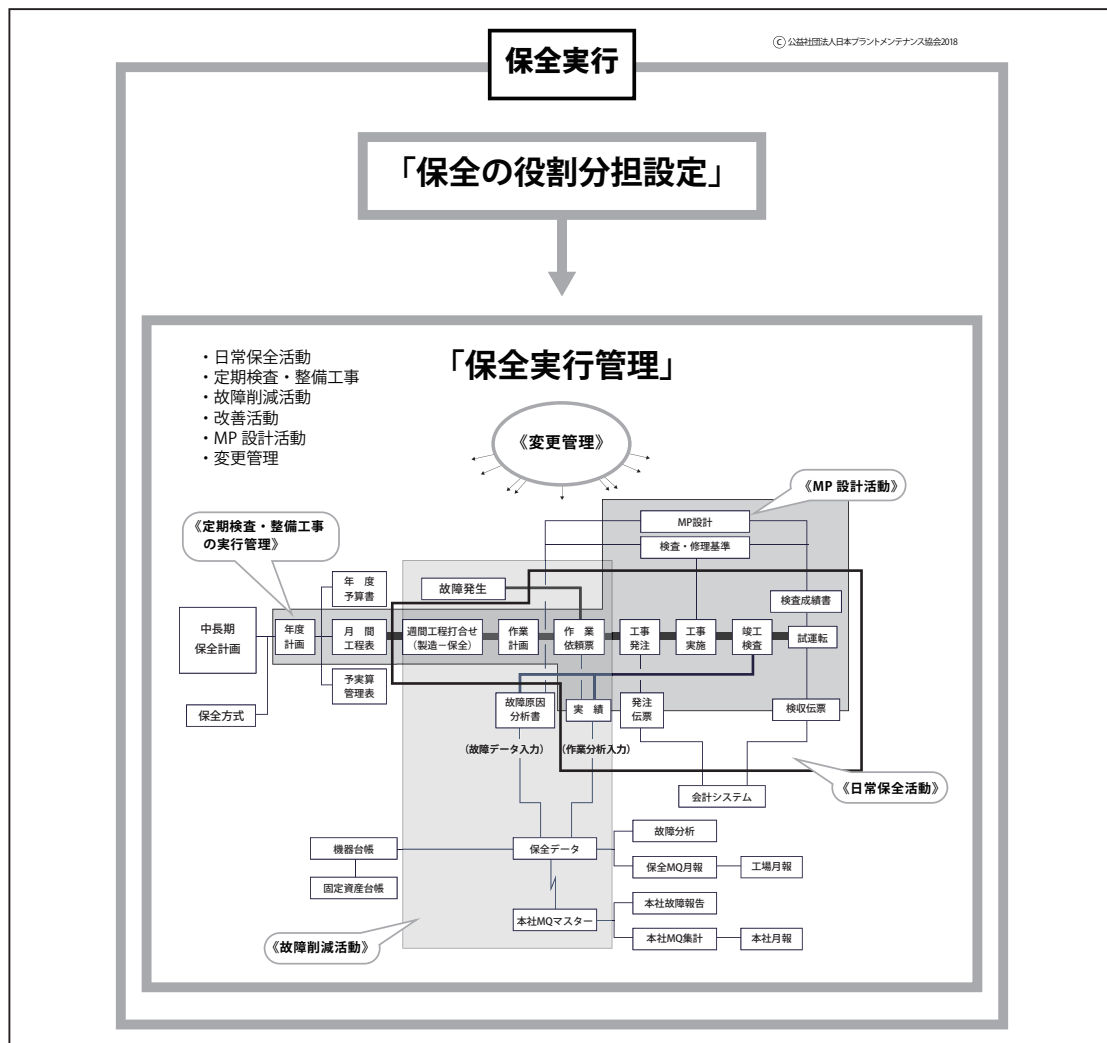 保全実行
Ⓒ 公益社団法人日本プラントメンテナンス協会2018
「保全の役割分担設定」
「保全実行管理」
・日常保全活動
・定期検査・整備工事
・故障削減活動
・改善活動
・MP 設計活動
・変更管理
《変更管理》
《MP 設計活動》
《定期検査・整備工事
の実行管理》
MP設計
検査・修理基準
年 度
予算書
故障発生
検査成績書
中長期
保全計画
年度
計画
月 間
工程表
週間工程打合せ
(製造−保全)
作業
計画
作 業
依頼票
工事
発注
工事
実施
竣工
検査
試運転
予実算
管理表
保全方式
故障原因
分析書
実 績
発注
伝票
検収伝票
(故障データ入力)
(作業分析入力)
《日常保全活動》
会計システム
故障分析
機器台帳
保全データ
保全MQ月報
工場月報
固定資産台帳
本社故障報告
本社MQマスター
《故障削減活動》
本社MQ集計
本社月報